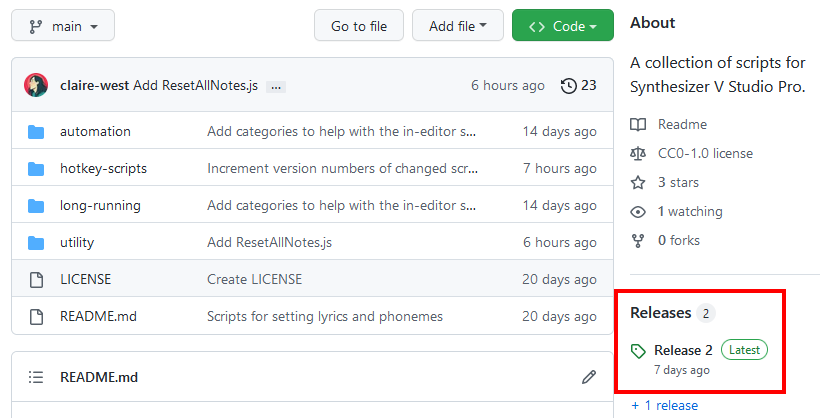 main
Go to file
Add file
Code
claire-west Add ResetAllNotes.js ... 6 hours ago 23
automation Add categories to help with the in-editor s... 14 days ago
hotkey-scripts Increment version numbers of changed scr... 7 hours ago
long-running Add categories to help with the in-editor s... 14 days ago
utility Add ResetAllNotes.js 6 hours ago
LICENSE Create LICENSE 20 days ago
README.md Scripts for setting lyrics and phonemes 20 days ago
README.md
About
A collection of scripts for
Synthesizer V Studio Pro.
Readme
CC0-1.0 license
3 stars
1 watching
0 forks
Releases 2
Release 2 Latest
7 days ago
+ 1 release